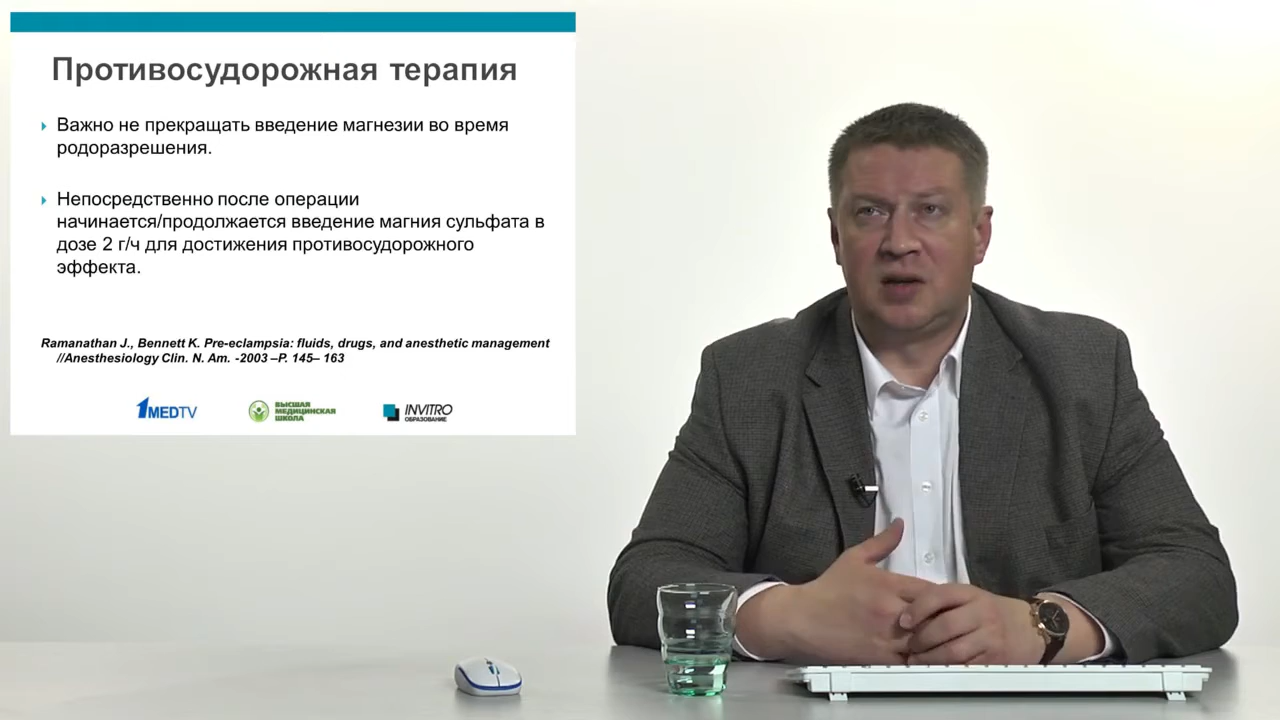 Противосудорожная терапия
Важно не прекращать введение магнезии во время
родоразрешения.
Непосредственно после операции
начинается/продолжается введение магния сульфата в
дозе 2 г/ч для достижения противосудорожного
эффекта.
Ramanathan J., Bennett K. Pre-eclampsia: fluids, drugs, and anesthetic management
//Anesthesiology Clin. N. Am. -2003 –P. 145– 163
1MEDTV
ВЫСШАЯ
МЕДИЦИНСКАЯ
ШКОЛА
INVITRO
ОБРАЗОВАНИЕ